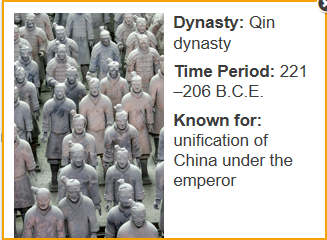 Dynasty: Qin
dynasty
Time Period: 221
–206 B.C.E.
Known for:
unification of
China under the
emperor